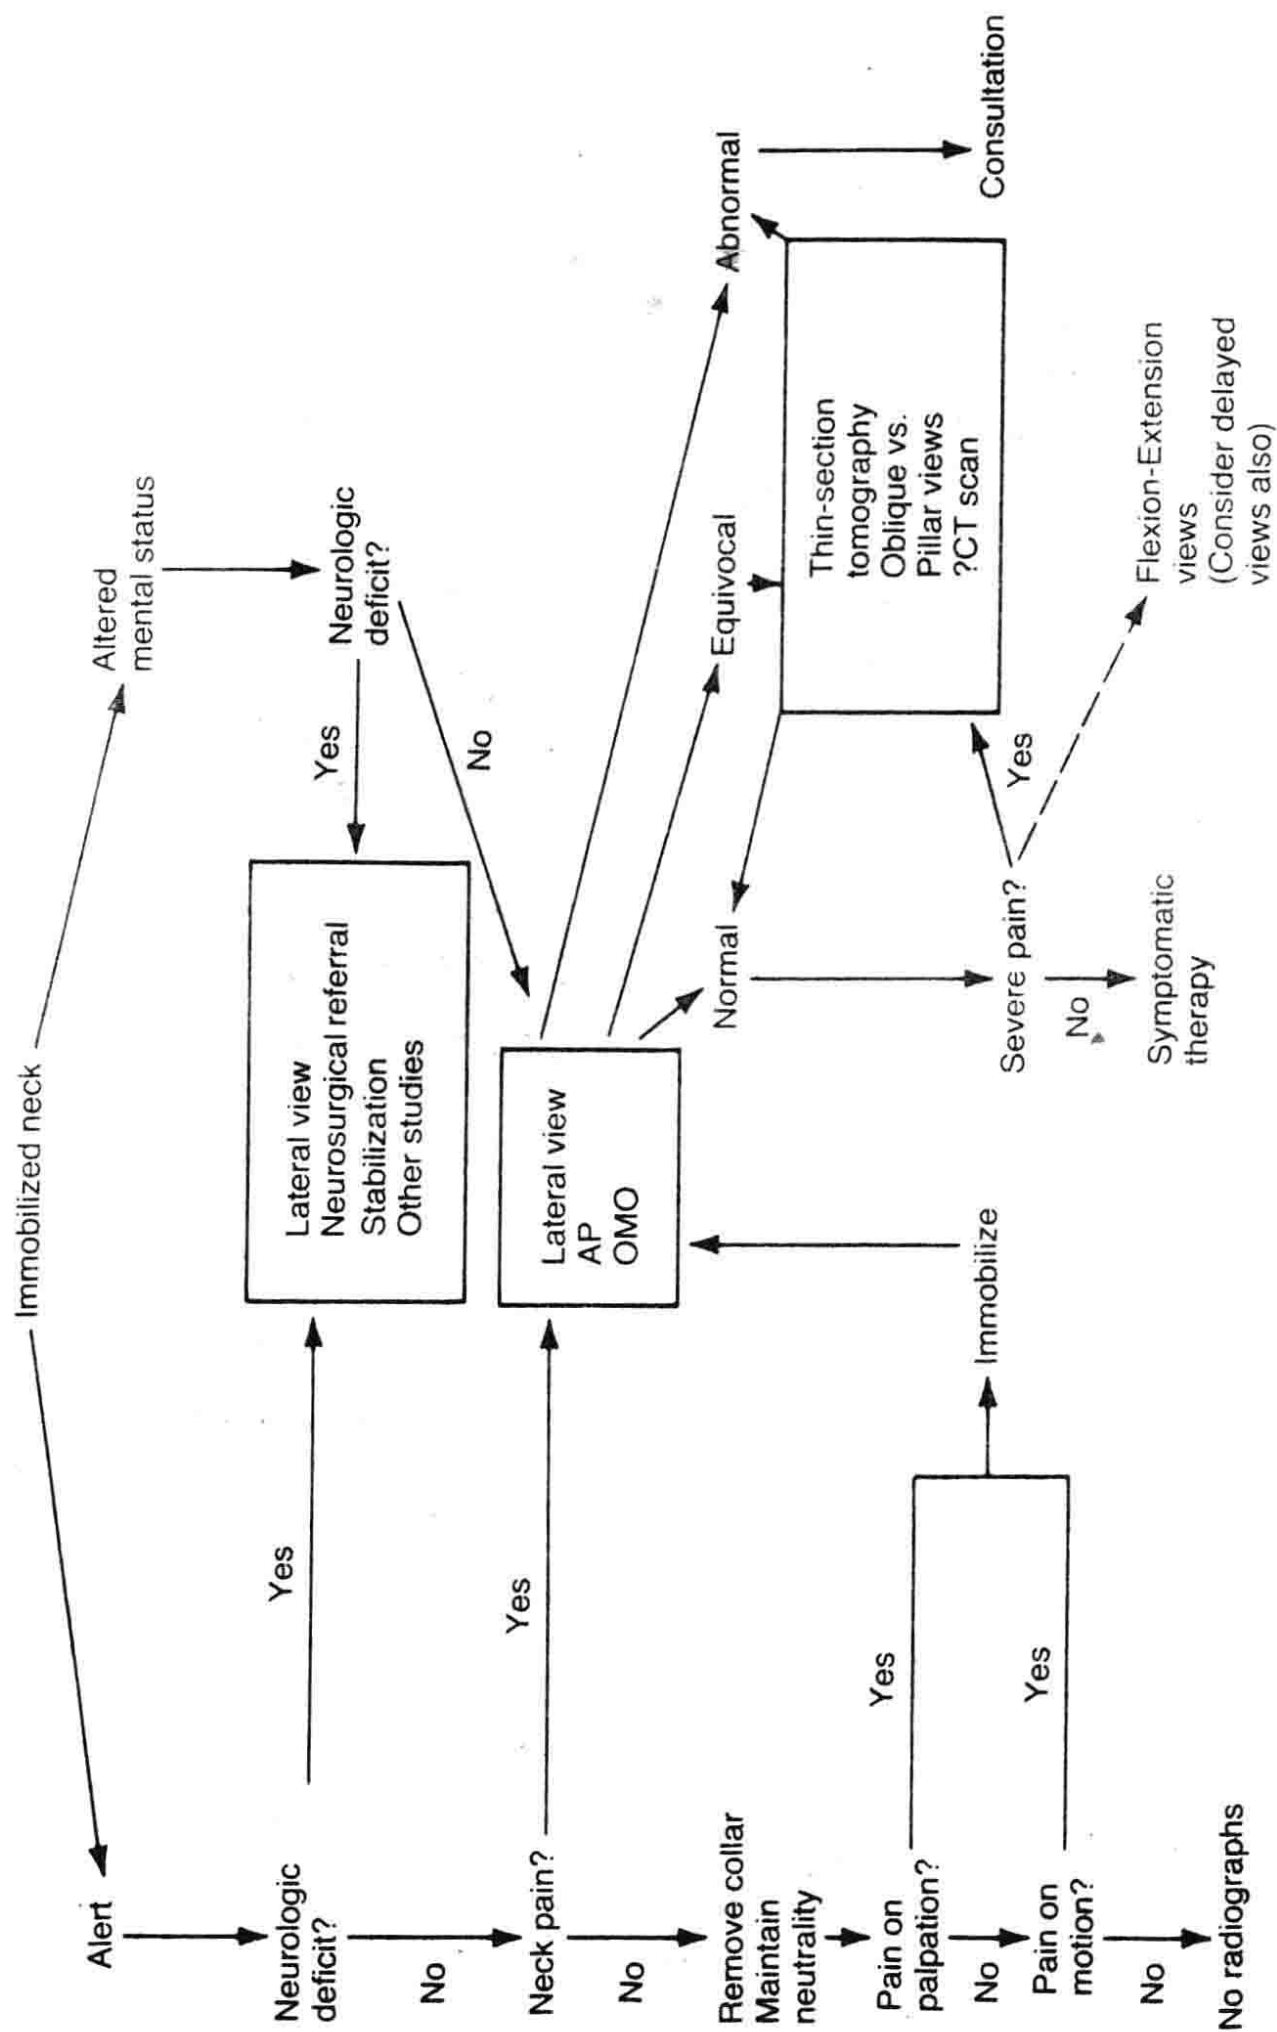 Immobilized neck
Alert
Altered
mental status
Neurologic
deficit?
Yes
Lateral view
Neurosurgical referral
Stabilization
Other studies
Yes
Neurologic
deficit?
No
No
Neck pain?
Yes
Lateral view
AP
OMO
No
Remove collar
Maintain
neutrality
Normal
Equivocal
Abnormal
Pain on
palpation?
Yes
No
Pain on
motion?
Yes
Immobilize
Thin-section
tomography
Oblique vs.
Pillar views
?CT scan
Consultation
Severe pain?
Yes
No
Symptomatic
therapy
Flexion-Extension
views
(Consider delayed
views also)
No
No radiographs